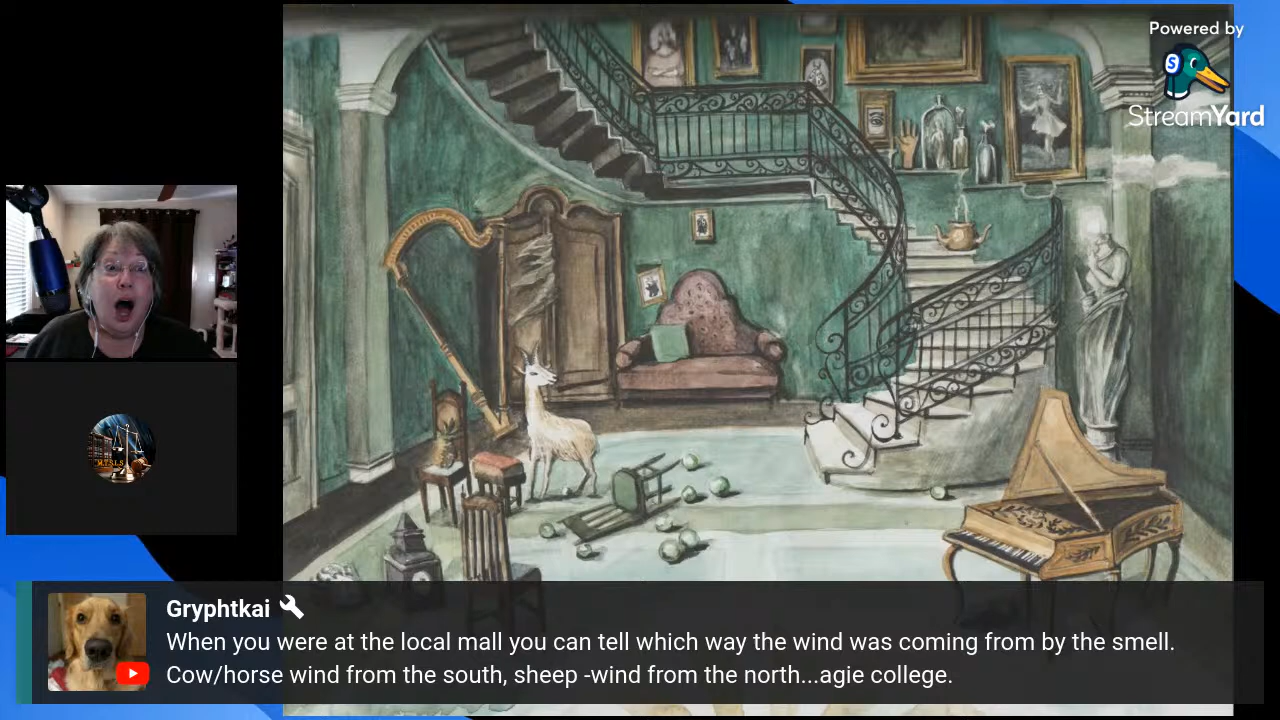 Powered by
S
StreamYard
M.T.S.L.S
Gryphtkai
When you were at the local mall you can tell which way the wind was coming from by the smell.
Cow/horse wind from the south, sheep -wind from the north...agie college.